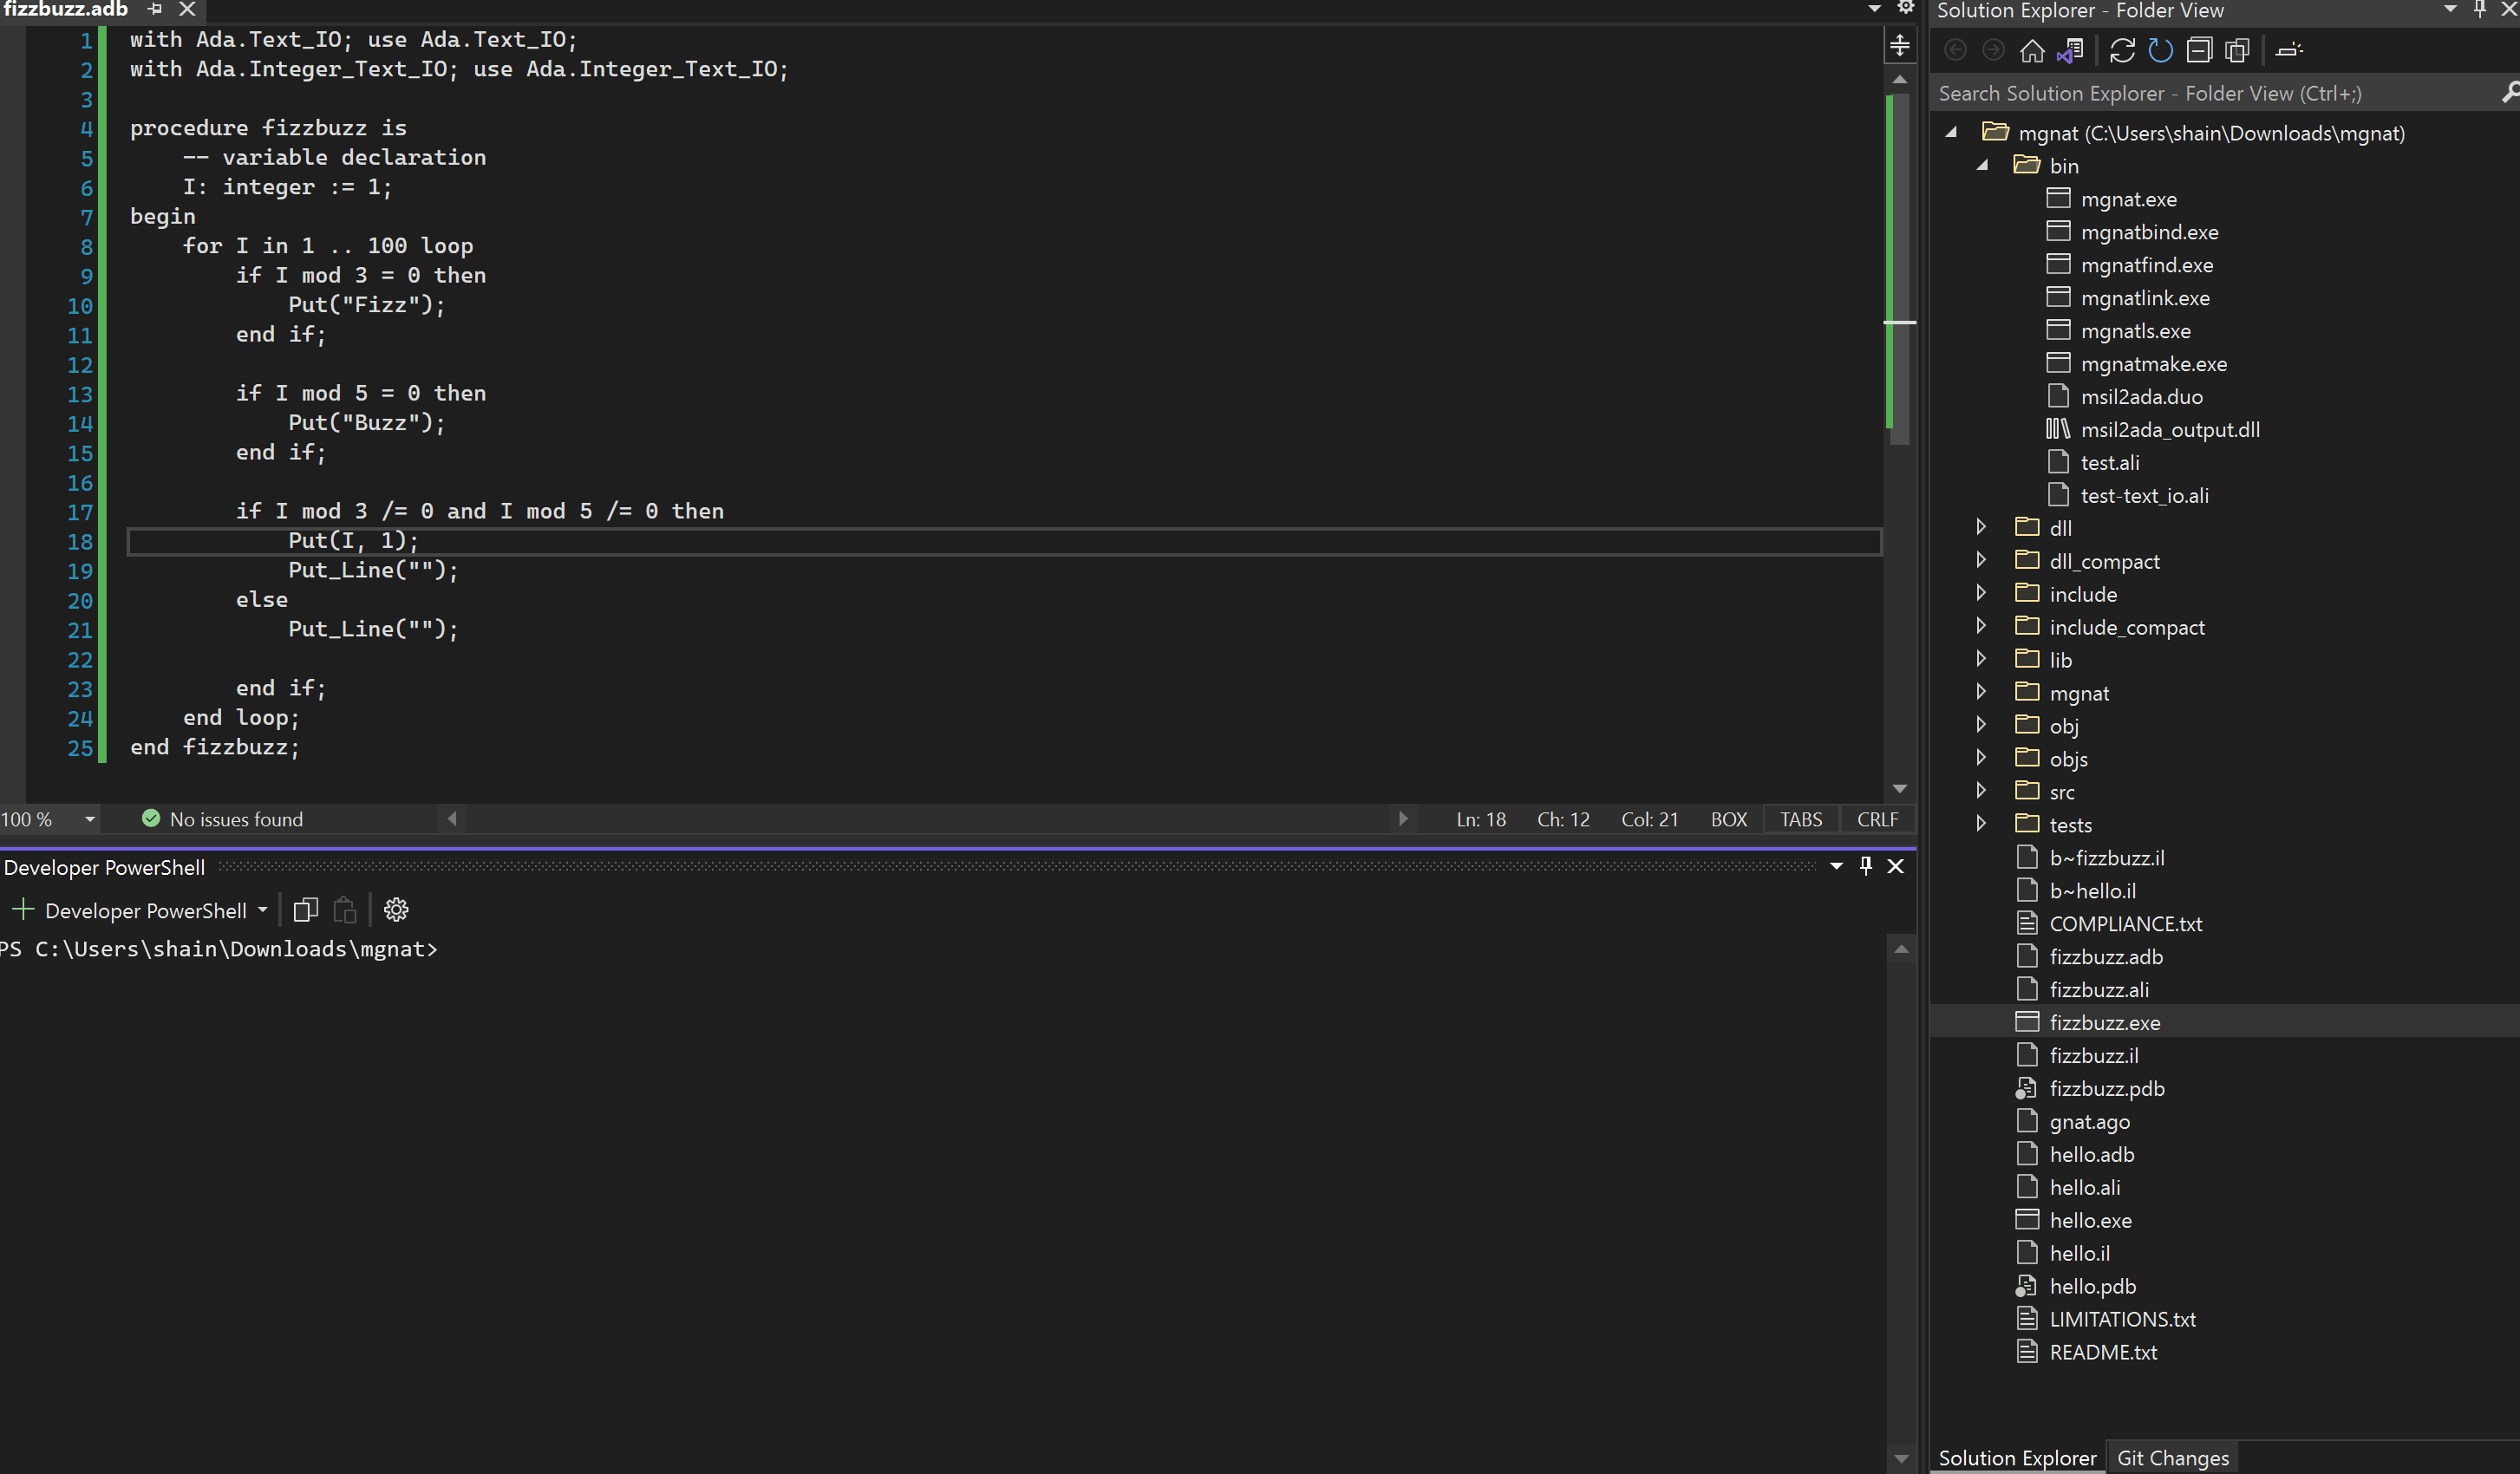 fizzbuzz.adb
1 with Ada.Text_IO; use Ada.Text_IO;
2 with Ada.Integer_Text_IO; use Ada.Integer_Text_IO;
3
4 procedure fizzbuzz is
5     -- variable declaration
6     I: integer := 1;
7 begin
8     for I in 1 .. 100 loop
9         if I mod 3 = 0 then
10             Put("Fizz");
11         end if;
12
13         if I mod 5 = 0 then
14             Put("Buzz");
15         end if;
16
17         if I mod 3 /= 0 and I mod 5 /= 0 then
18             Put(I, 1);
19             Put_Line("");
20         else
21             Put_Line("");
22
23         end if;
24     end loop;
25 end fizzbuzz;
100 % No issues found Ln: 18 Ch: 12 Col: 21 BOX TABS CRLF
Developer PowerShell
Developer PowerShell
PS C:\Users\shain\Downloads\mgnat>
Solution Explorer - Folder View
Search Solution Explorer - Folder View (Ctrl+;)
mgnat (C:\Users\shain\Downloads\mgnat)
bin
mgnat.exe
mgnatbind.exe
mgnatfind.exe
mgnatlink.exe
mgnatls.exe
mgnatmake.exe
msil2ada.duo
msil2ada_output.dll
test.ali
test-text_io.ali
dll
dll_compact
include
include_compact
lib
mgnat
obj
objs
src
tests
b~fizzbuzz.il
b~hello.il
COMPLIANCE.txt
fizzbuzz.adb
fizzbuzz.ali
fizzbuzz.exe
fizzbuzz.il
fizzbuzz.pdb
gnat.ago
hello.adb
hello.ali
hello.exe
hello.il
hello.pdb
LIMITATIONS.txt
README.txt
Solution Explorer Git Changes